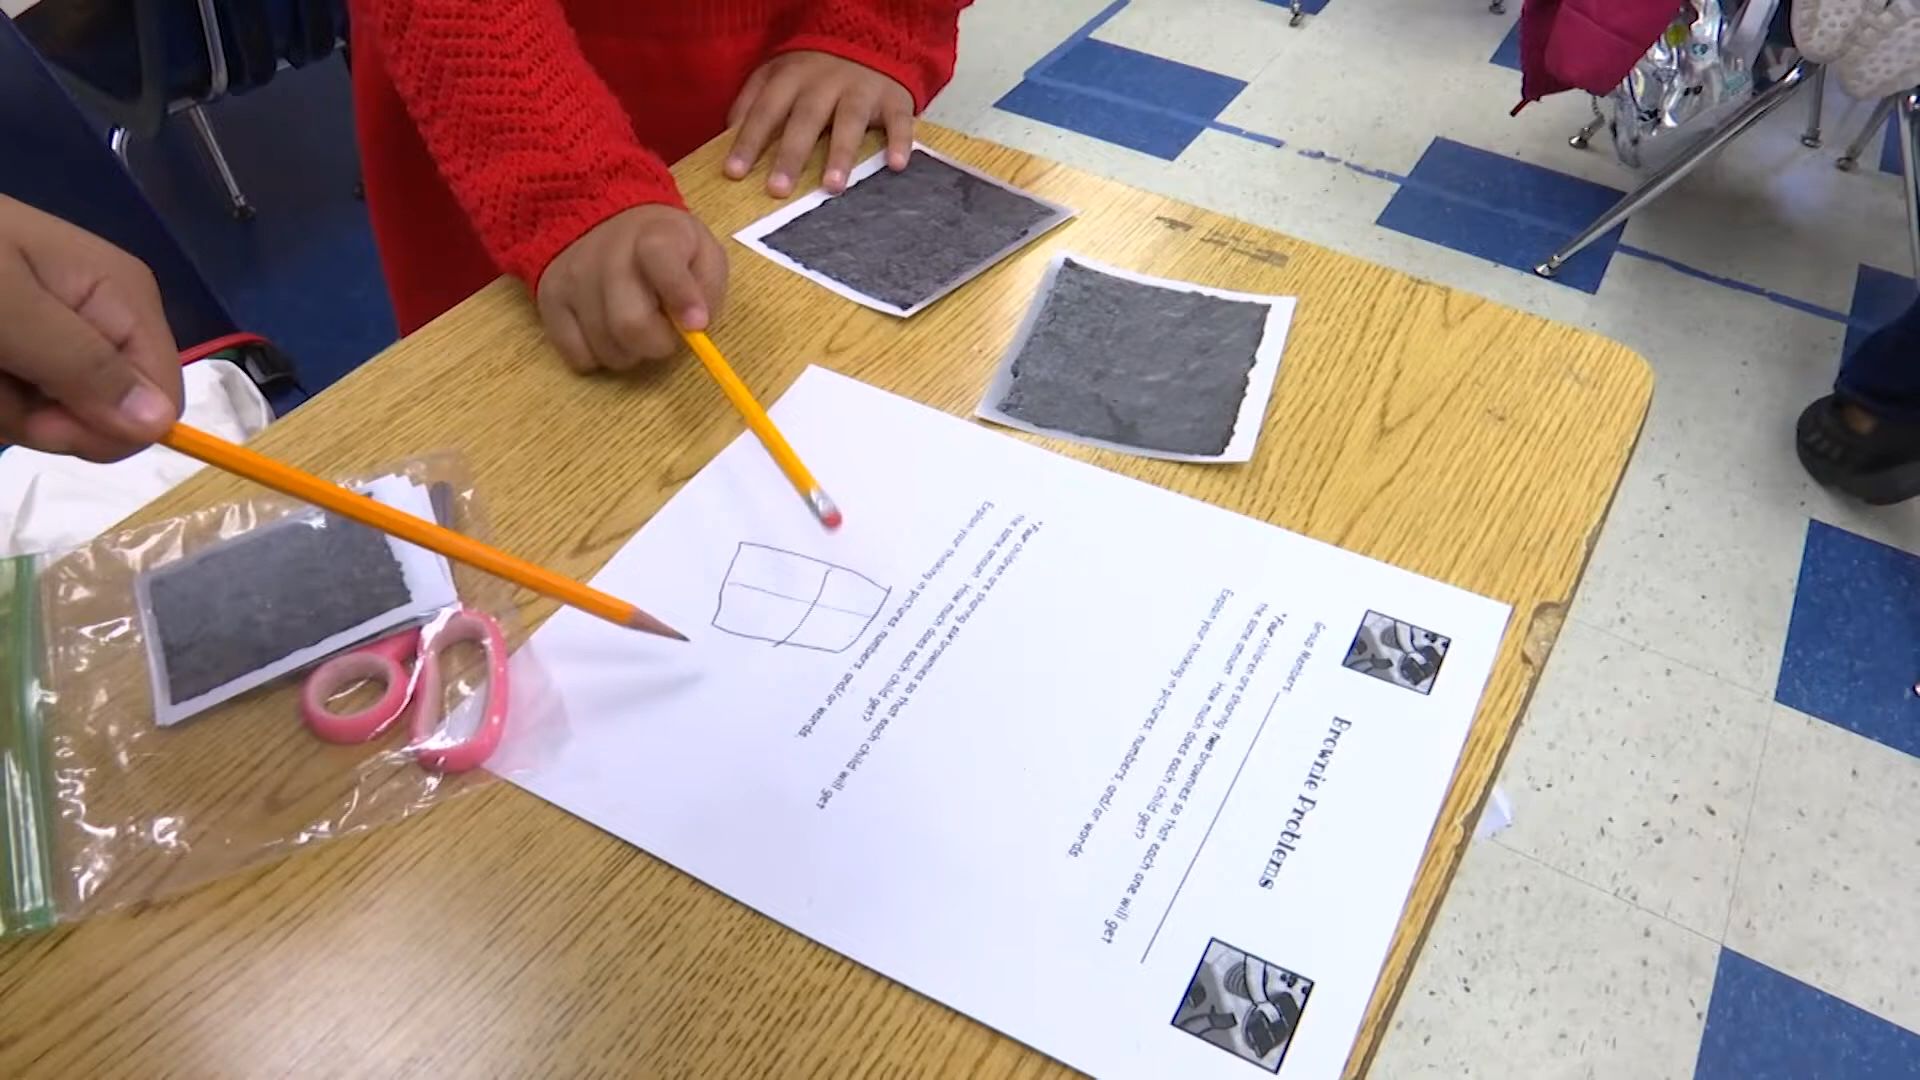 Brownie Problems
Group Members:
*Four children are sharing two brownies so that each one will get
the same amount. How much does each child get?
Explain your thinking in pictures, numbers, and/or words.
*Four children are sharing six brownies so that each child will get
the same amount. How much does each child get?
Explain your thinking in pictures, numbers, and/or words.